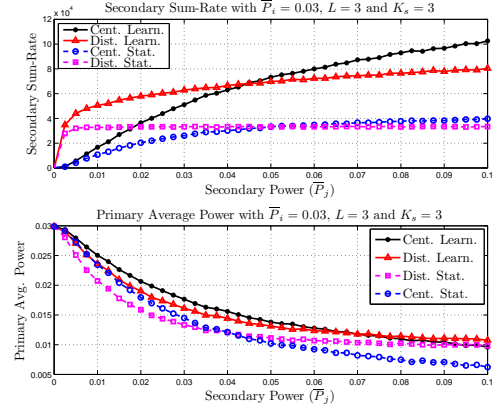 Secondary Sum-Rate with P̅ᵢ = 0.03, L = 3 and Kₛ = 3
12 × 10⁴
10
8
6
4
2
0
Secondary Sum-Rate
Cent. Learn.
Dist. Learn.
Cent. Stat.
Dist. Stat.
0 0.01 0.02 0.03 0.04 0.05 0.06 0.07 0.08 0.09 0.1
Secondary Power (P̅ⱼ)
Primary Average Power with P̅ᵢ = 0.03, L = 3 and Kₛ = 3
0.03
0.025
0.02
0.015
0.01
0.005
Primary Avg. Power
Cent. Learn.
Dist. Learn.
Dist. Stat.
Cent. Stat.
0.01 0.02 0.03 0.04 0.05 0.06 0.07 0.08 0.09 0.1
Secondary Power (P̅ⱼ)